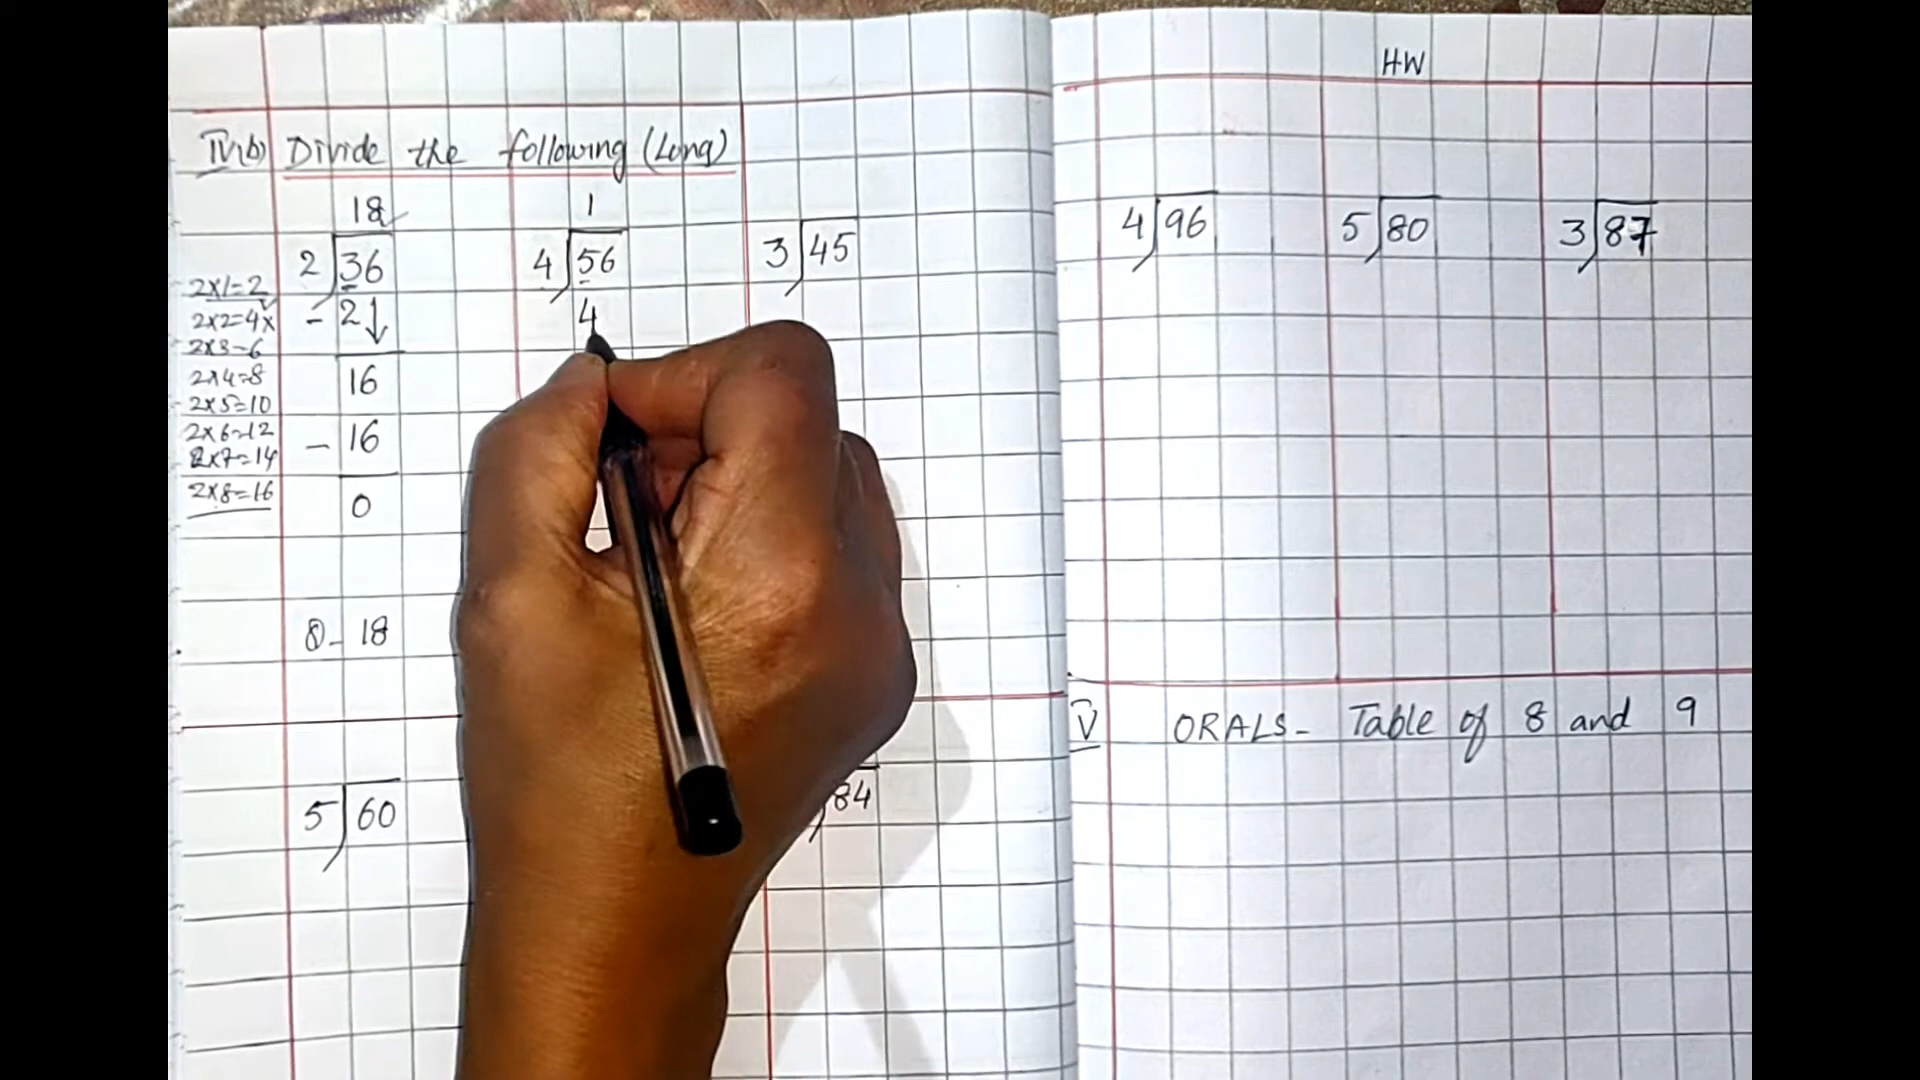 IV(b) Divide the following (Long)
18
2)36
- 2↓
16
- 16
0
Q - 18
2x1=2
2x2=4x
2x3=6
2x4=8
2x5=10
2x6=12
2x7=14
2x8=16
1
4)56
4
3)45
5)60
)84
HW
4)96
5)80
3)87
V ORALS - Table of 8 and 9